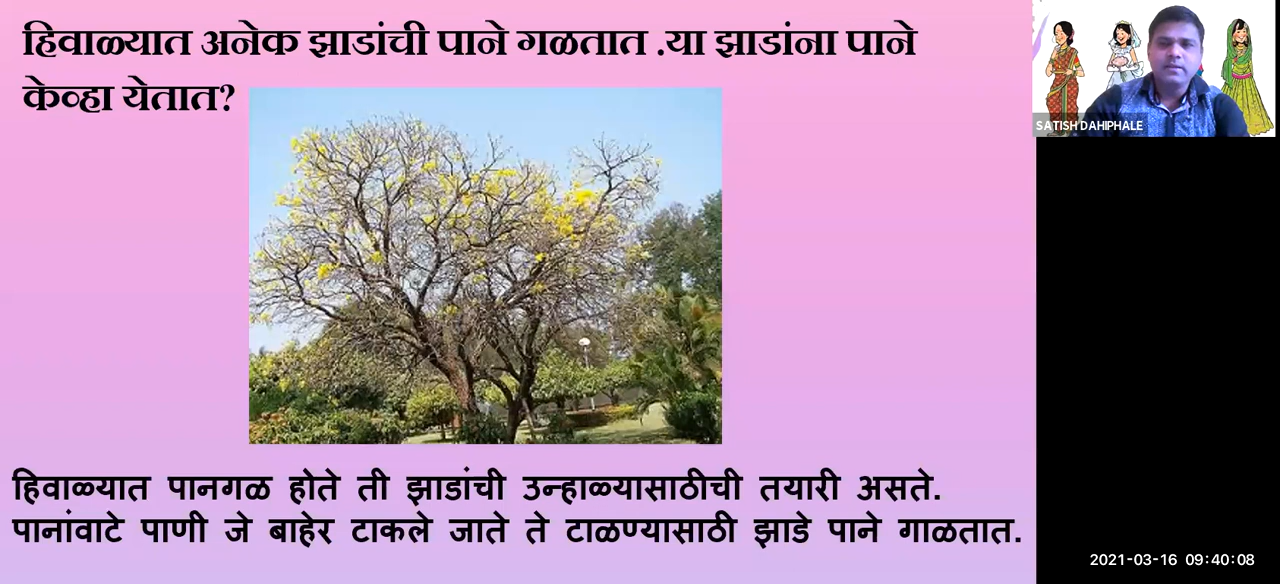 हिवाळ्यात अनेक झाडांची पाने गळतात .या झाडांना पाने
केव्हा येतात?
SATISH DAHIPHALE
हिवाळ्यात पानगळ होते ती झाडांची उन्हाळ्यासाठीची तयारी असते.
पानांवाटे पाणी जे बाहेर टाकले जाते ते टाळण्यासाठी झाडे पाने गाळतात.
2021-03-16 09:40:08